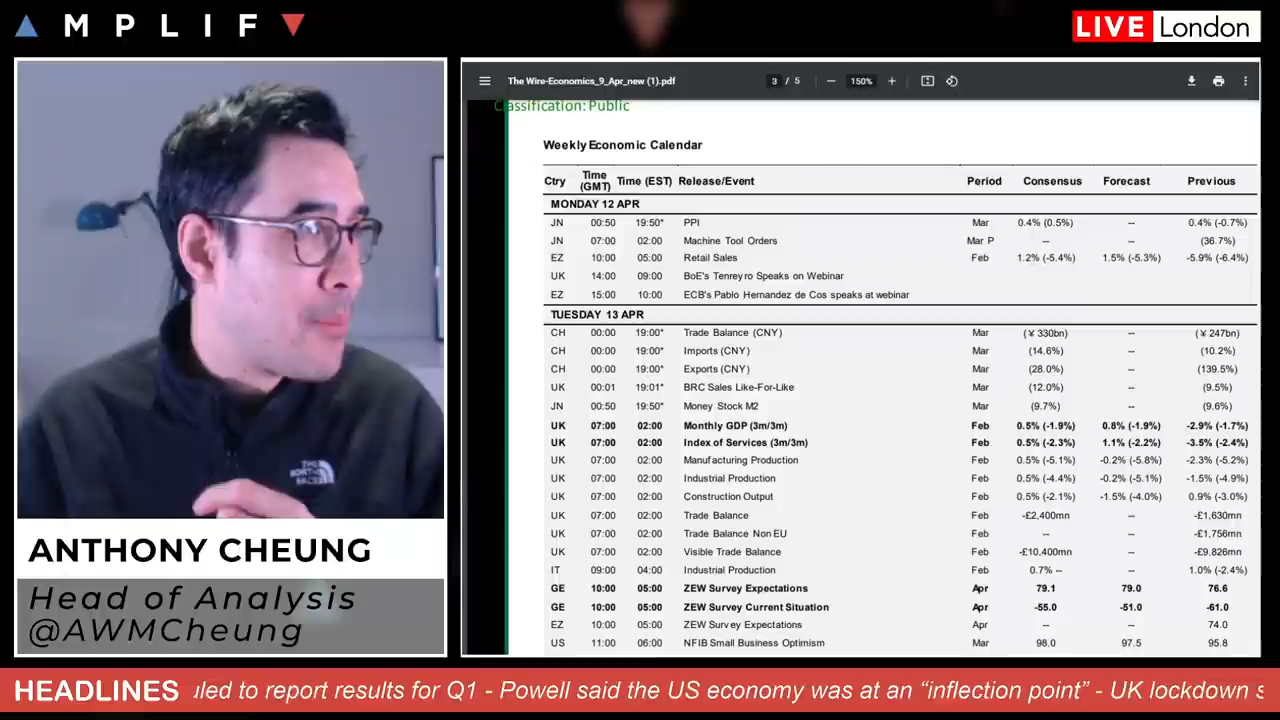 MPLIF
LIVE London
The Wire-Economics_9_Apr_new (1).pdf 3 / 5 150%
Classification: Public
Weekly Economic Calendar
Ctry Time (GMT) Time (EST) Release/Event Period Consensus Forecast Previous
MONDAY 12 APR
JN 00:50 19:50* PPI Mar 0.4% (0.5%) -- 0.4% (-0.7%)
JN 07:00 02:00 Machine Tool Orders Mar P -- -- (36.7%)
EZ 10:00 05:00 Retail Sales Feb 1.2% (-5.4%) 1.5% (-5.3%) -5.9% (-6.4%)
UK 14:00 09:00 BoE's Tenreyro Speaks on Webinar
EZ 15:00 10:00 ECB's Pablo Hernandez de Cos speaks at webinar
TUESDAY 13 APR
CH 00:00 19:00* Trade Balance (CNY) Mar (¥ 330bn) -- (¥ 247bn)
CH 00:00 19:00* Imports (CNY) Mar (14.6%) -- (10.2%)
CH 00:00 19:00* Exports (CNY) Mar (28.0%) -- (139.5%)
UK 00:01 19:01* BRC Sales Like-For-Like Mar (12.0%) -- (9.5%)
JN 00:50 19:50* Money Stock M2 Mar (9.7%) -- (9.6%)
UK 07:00 02:00 Monthly GDP (3m/3m) Feb 0.5% (-1.9%) 0.8% (-1.9%) -2.9% (-1.7%)
UK 07:00 02:00 Index of Services (3m/3m) Feb 0.5% (-2.3%) 1.1% (-2.2%) -3.5% (-2.4%)
UK 07:00 02:00 Manufacturing Production Feb 0.5% (-5.1%) -0.2% (-5.8%) -2.3% (-5.2%)
UK 07:00 02:00 Industrial Production Feb 0.5% (-4.4%) -0.2% (-5.1%) -1.5% (-4.9%)
UK 07:00 02:00 Construction Output Feb 0.5% (-2.1%) -1.5% (-4.0%) 0.9% (-3.0%)
UK 07:00 02:00 Trade Balance Feb -£2,400mn -- -£1,630mn
UK 07:00 02:00 Trade Balance Non EU Feb -- -- -£1,756mn
UK 07:00 02:00 Visible Trade Balance Feb -£10,400mn -- -£9,826mn
IT 09:00 04:00 Industrial Production Feb 0.7% -- 1.0% (-2.4%)
GE 10:00 05:00 ZEW Survey Expectations Apr 79.1 79.0 76.6
GE 10:00 05:00 ZEW Survey Current Situation Apr -55.0 -51.0 -61.0
EZ 10:00 05:00 ZEW Survey Expectations Apr -- -- 74.0
US 11:00 06:00 NFIB Small Business Optimism Mar 98.0 97.5 95.8
THE
NORTH
FACE
ANTHONY CHEUNG
Head of Analysis
@AWMCheung
HEADLINES led to report results for Q1 - Powell said the US economy was at an “inflection point” - UK lockdown s